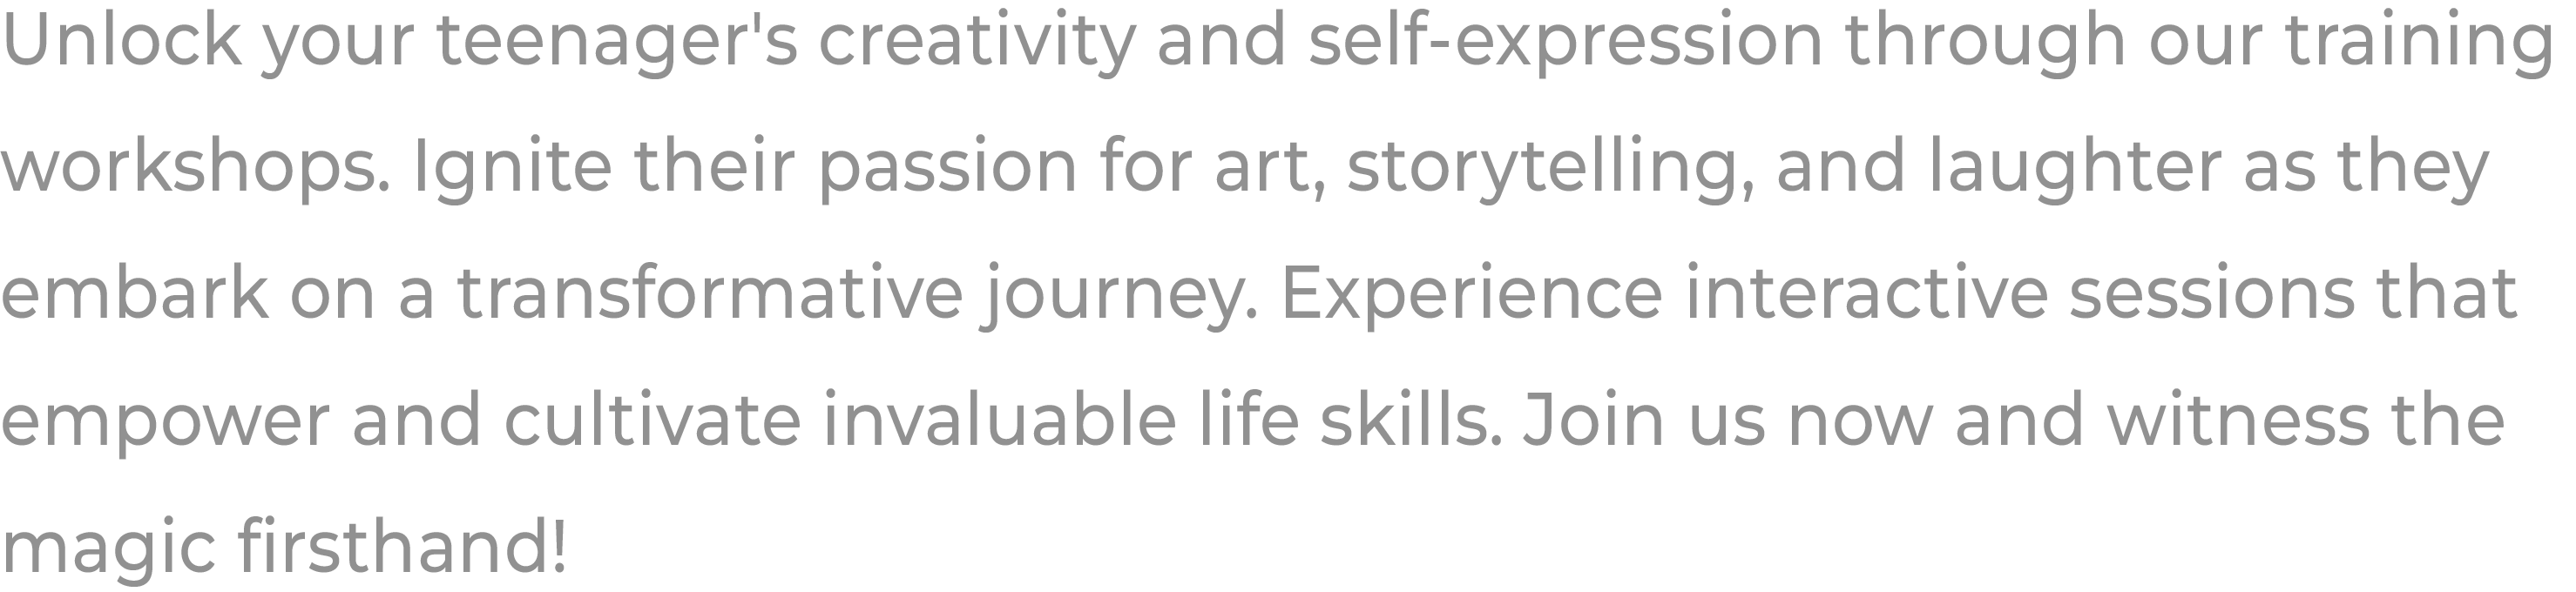 Unlock your teenager's creativity and self-expression through our training
workshops. Ignite their passion for art, storytelling, and laughter as they
embark on a transformative journey. Experience interactive sessions that
empower and cultivate invaluable life skills. Join us now and witness the
magic firsthand!